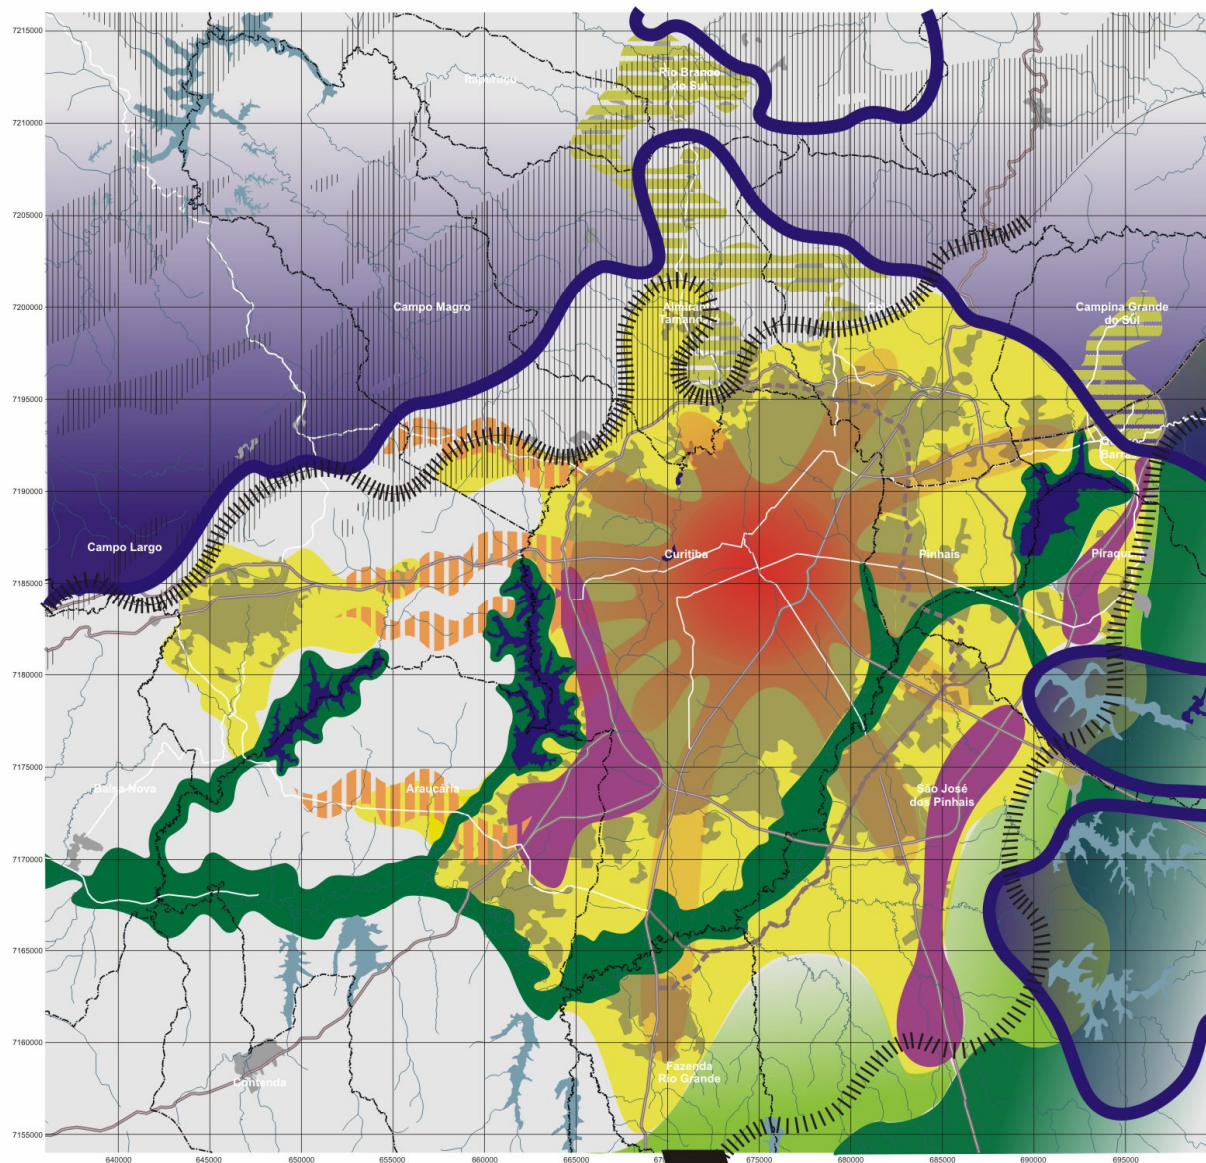 7215000
Rio Branco
do Sul
7210000
7205000
Campo Magro
7200000
Campina Grande
do Sul
7195000
7190000
Campo Largo
Curitiba
Pinhais
Piraquara
7185000
7180000
7175000
Balsa Nova
Araucária
São José
dos Pinhais
7170000
7165000
7160000
Contenda
Fazenda
Rio Grande
7155000
640000
645000
650000
655000
660000
665000
675000
680000
685000
690000
695000